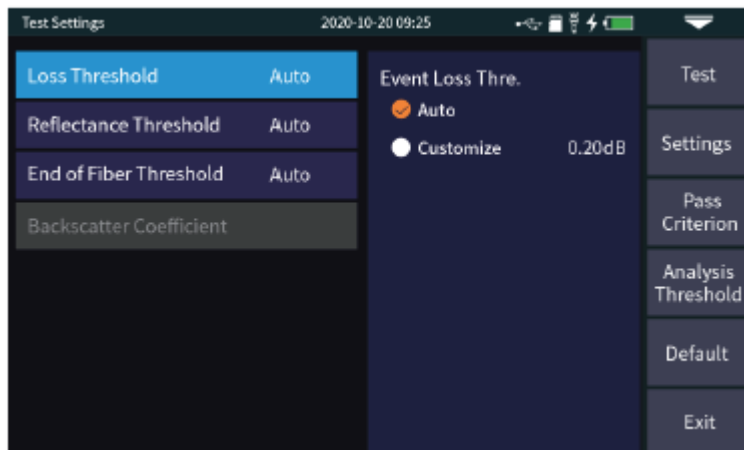 Test Settings 2020-10-20 09:25
Loss Threshold Auto
Reflectance Threshold Auto
End of Fiber Threshold Auto
Backscatter Coefficient
Event Loss Thre.
Auto
Customize 0.20dB
Test
Settings
Pass
Criterion
Analysis
Threshold
Default
Exit